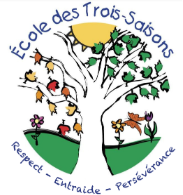 École des Trois-Saisons
Respect - Entraide - Persévérance